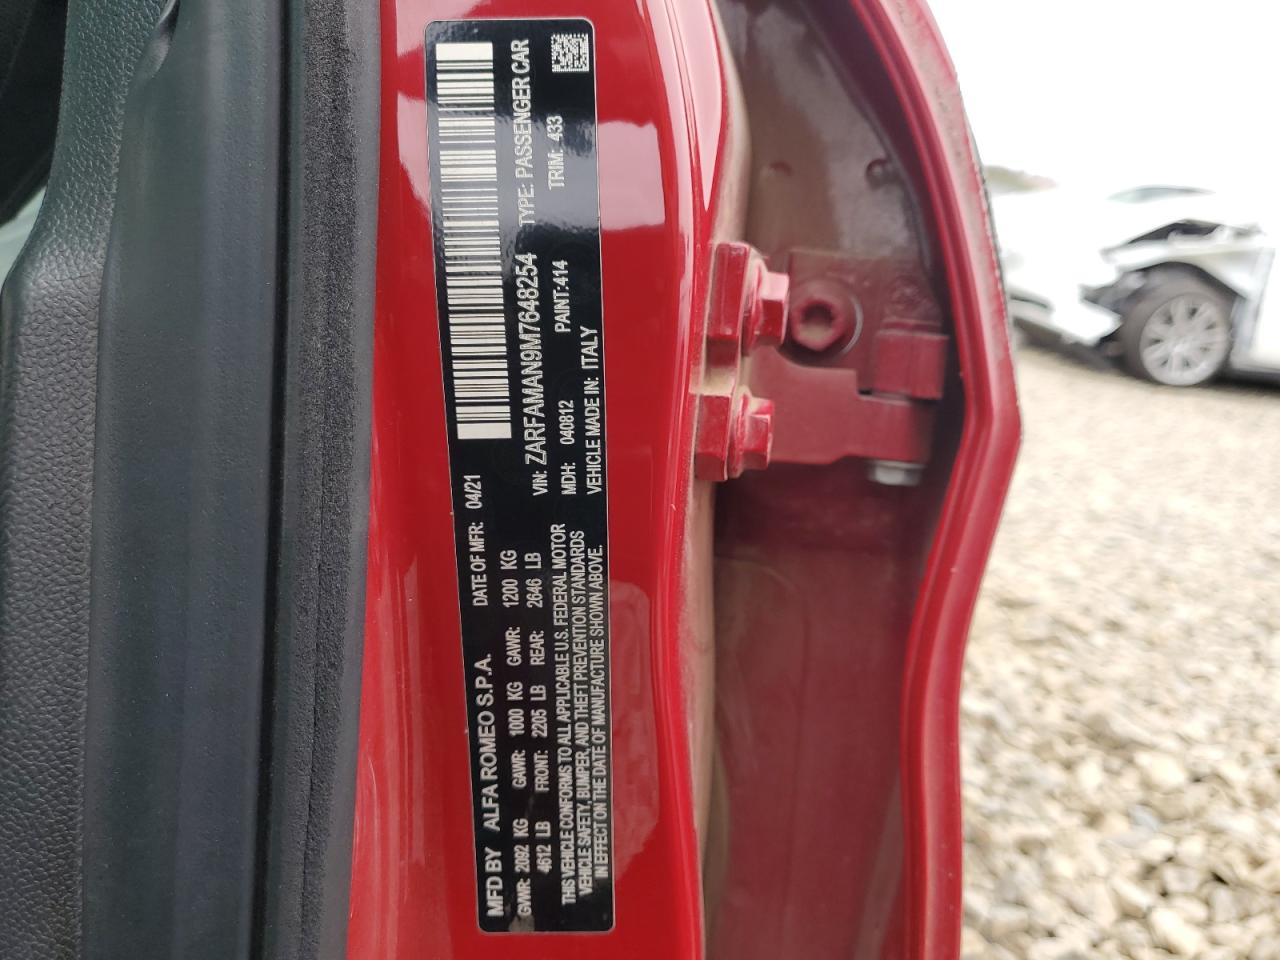 MFD BY ALFA ROMEO S.P.A. DATE OF MFR: 04/21
GVWR: 2092 KG GAWR: 1000 KG GAWR: 1200 KG
4612 LB FRONT: 2205 LB REAR: 2646 LB
THIS VEHICLE CONFORMS TO ALL APPLICABLE U.S. FEDERAL MOTOR
VEHICLE SAFETY, BUMPER, AND THEFT PREVENTION STANDARDS
IN EFFECT ON THE DATE OF MANUFACTURE SHOWN ABOVE.
VIN: ZARFAMAN9M7648254 TYPE: PASSENGER CAR
MDH: 040812 PAINT:414 TRIM: 433
VEHICLE MADE IN: ITALY